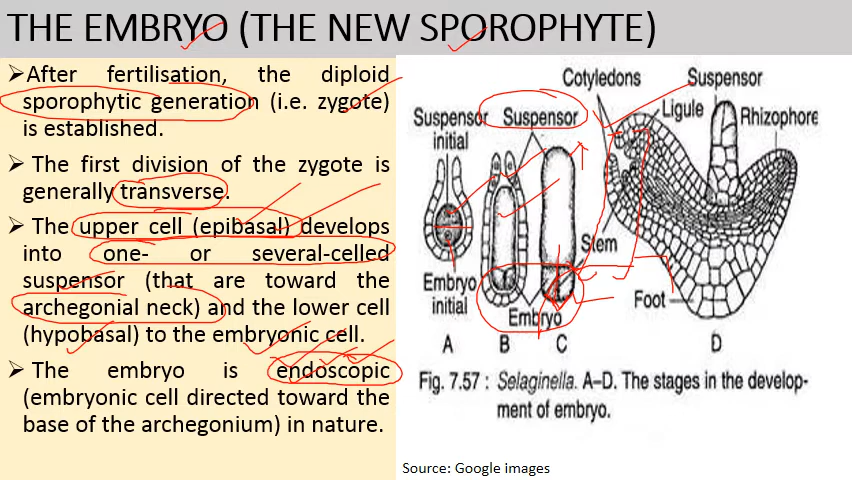 THE EMBRYO (THE NEW SPOROPHYTE)
➢After fertilisation, the diploid
sporophytic generation (i.e. zygote)
is established.
➢ The first division of the zygote is
generally transverse.
➢ The upper cell (epibasal) develops
into one- or several-celled
suspensor (that are toward the
archegonial neck) and the lower cell
(hypobasal) to the embryonic cell.
➢ The embryo is endoscopic
(embryonic cell directed toward the
base of the archegonium) in nature.
Cotyledons
Suspensor
Suspensor
initial
Suspensor
Ligule
Rhizophore
Stem
Embryo
initial
Embryo
Foot
A B C D
Fig. 7.57 : Selaginella. A–D. The stages in the develop-
ment of embryo.
Source: Google images